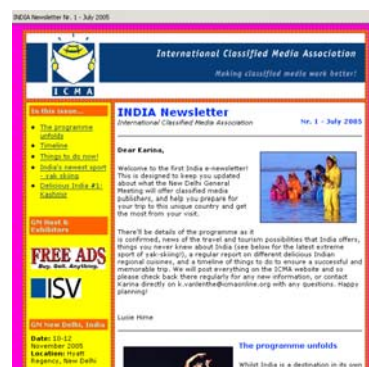 INDIA Newsletter Nr. 1 - July 2005
International Classified Media Association
Making classified media work better!
ICMA
In this issue...
The programme
unfolds
Timeline
Things to do now!
India's newest sport
- yak skiing
Delicious India #1:
Kashmir
GM Host &
Exhibitors
FREE ADS
Buy. Sell. Anything.
ISV
GM New Delhi, India
Date: 10-12
November 2005
Location: Hyatt
Regency, New Delhi
INDIA Newsletter
International Classified Media Association
Nr. 1 - July 2005
Dear Karina,
Welcome to the first India e-newsletter!
This is designed to keep you updated
about what the New Delhi General
Meeting will offer classified media
publishers, and help you prepare for
your trip to this unique country and get
the most from your visit.
There'll be details of the programme as it
is confirmed, news of the travel and tourism possibilities that India offers,
things you never knew about India (see below for the latest extreme
sport of yak-skiing!), a regular report on different delicious Indian
regional cuisines, and a timeline of things to do to ensure a successful and
memorable trip. We will post everything on the ICMA website and so
please check back there regularly for any new information, or contact
Karina directly on k.vanlenthe@icmaonline.org with any questions. Happy
planning!
Lucie Hime
The programme unfolds
Whilst India is a destination in its own